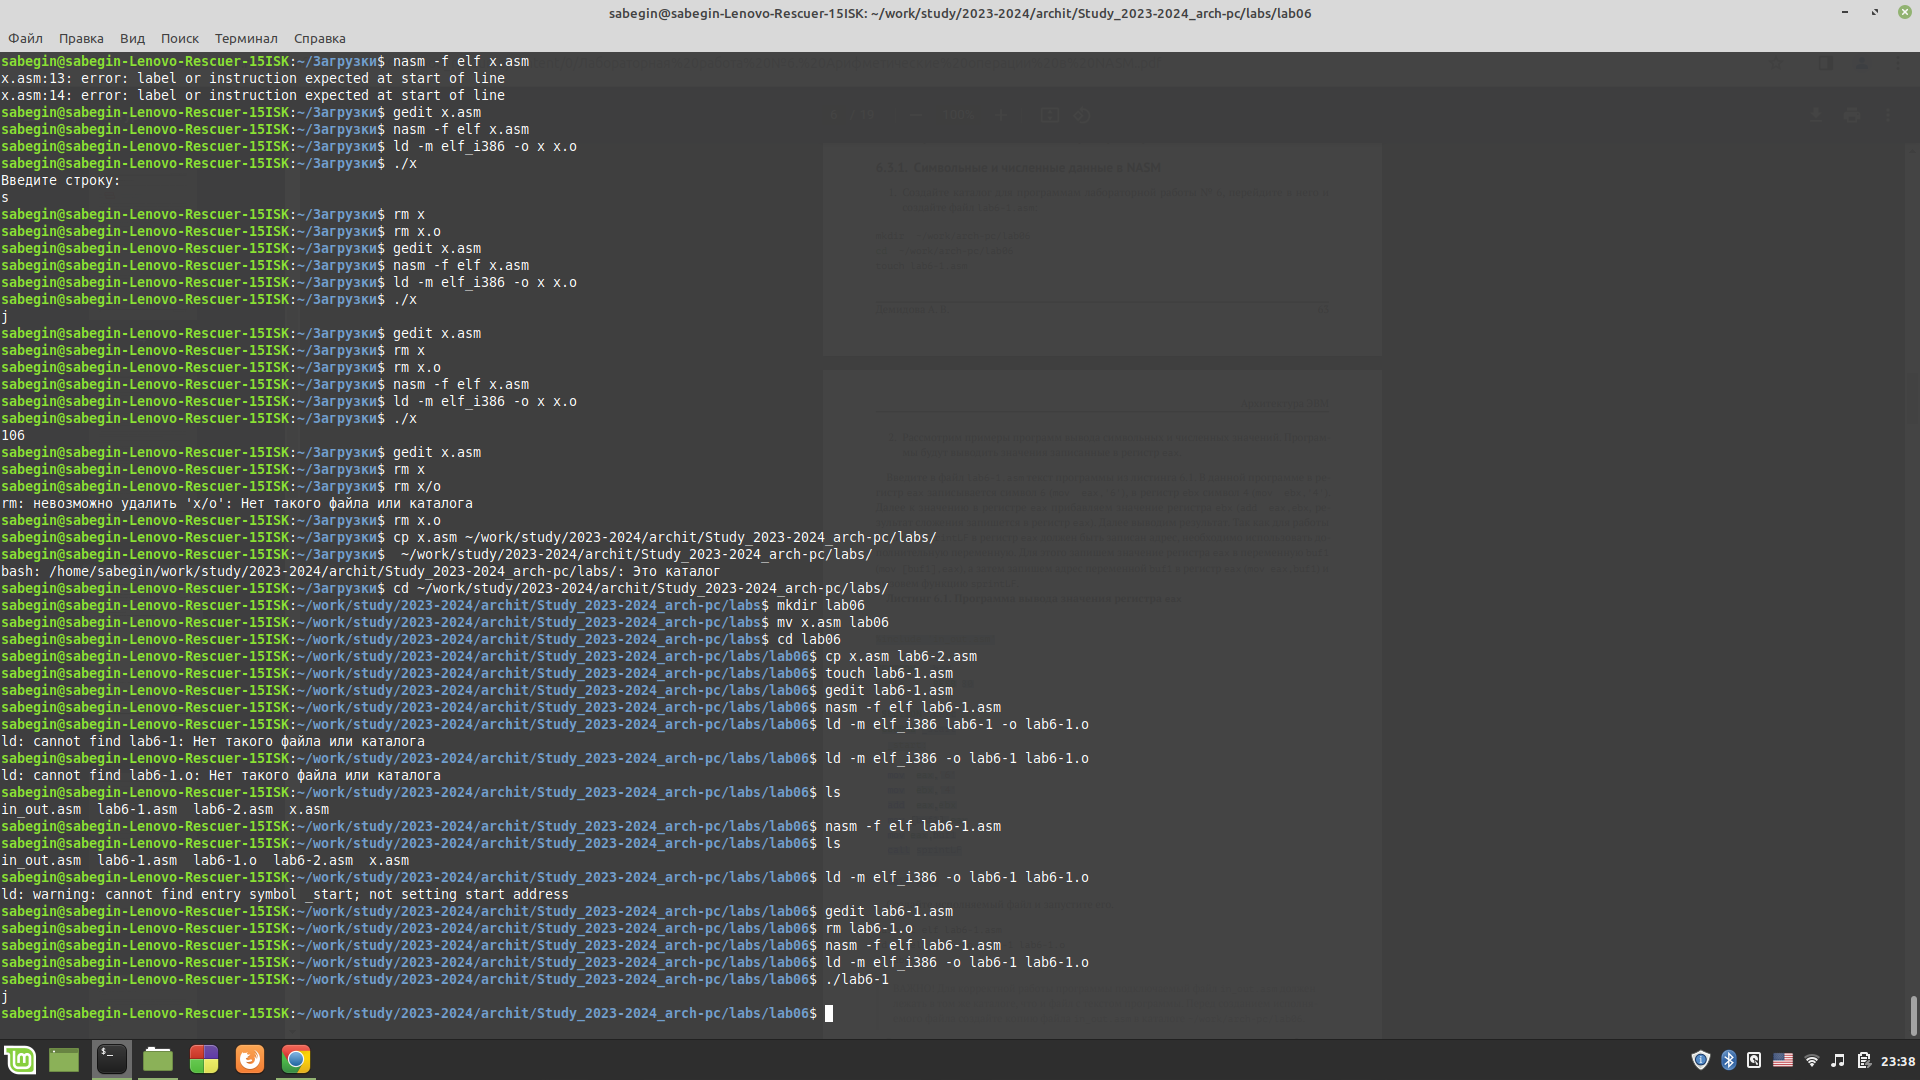 sabegin@sabegin-Lenovo-Rescuer-15ISK: ~/work/study/2023-2024/archit/Study_2023-2024_arch-pc/labs/lab06
Файл Правка Вид Поиск Терминал Справка
sabegin@sabegin-Lenovo-Rescuer-15ISK:~/Загрузки$ nasm -f elf x.asm
x.asm:13: error: label or instruction expected at start of line
x.asm:14: error: label or instruction expected at start of line
sabegin@sabegin-Lenovo-Rescuer-15ISK:~/Загрузки$ gedit x.asm
sabegin@sabegin-Lenovo-Rescuer-15ISK:~/Загрузки$ nasm -f elf x.asm
sabegin@sabegin-Lenovo-Rescuer-15ISK:~/Загрузки$ ld -m elf_i386 -o x x.o
sabegin@sabegin-Lenovo-Rescuer-15ISK:~/Загрузки$ ./x
Введите строку:
s
sabegin@sabegin-Lenovo-Rescuer-15ISK:~/Загрузки$ rm x
sabegin@sabegin-Lenovo-Rescuer-15ISK:~/Загрузки$ rm x.o
sabegin@sabegin-Lenovo-Rescuer-15ISK:~/Загрузки$ gedit x.asm
sabegin@sabegin-Lenovo-Rescuer-15ISK:~/Загрузки$ nasm -f elf x.asm
sabegin@sabegin-Lenovo-Rescuer-15ISK:~/Загрузки$ ld -m elf_i386 -o x x.o
sabegin@sabegin-Lenovo-Rescuer-15ISK:~/Загрузки$ ./x
j
sabegin@sabegin-Lenovo-Rescuer-15ISK:~/Загрузки$ gedit x.asm
sabegin@sabegin-Lenovo-Rescuer-15ISK:~/Загрузки$ rm x
sabegin@sabegin-Lenovo-Rescuer-15ISK:~/Загрузки$ rm x.o
sabegin@sabegin-Lenovo-Rescuer-15ISK:~/Загрузки$ nasm -f elf x.asm
sabegin@sabegin-Lenovo-Rescuer-15ISK:~/Загрузки$ ld -m elf_i386 -o x x.o
sabegin@sabegin-Lenovo-Rescuer-15ISK:~/Загрузки$ ./x
106
sabegin@sabegin-Lenovo-Rescuer-15ISK:~/Загрузки$ gedit x.asm
sabegin@sabegin-Lenovo-Rescuer-15ISK:~/Загрузки$ rm x
sabegin@sabegin-Lenovo-Rescuer-15ISK:~/Загрузки$ rm x/o
rm: невозможно удалить 'x/o': Нет такого файла или каталога
sabegin@sabegin-Lenovo-Rescuer-15ISK:~/Загрузки$ rm x.o
sabegin@sabegin-Lenovo-Rescuer-15ISK:~/Загрузки$ cp x.asm ~/work/study/2023-2024/archit/Study_2023-2024_arch-pc/labs/
sabegin@sabegin-Lenovo-Rescuer-15ISK:~/Загрузки$  ~/work/study/2023-2024/archit/Study_2023-2024_arch-pc/labs/
bash: /home/sabegin/work/study/2023-2024/archit/Study_2023-2024_arch-pc/labs/: Это каталог
sabegin@sabegin-Lenovo-Rescuer-15ISK:~/Загрузки$ cd ~/work/study/2023-2024/archit/Study_2023-2024_arch-pc/labs/
sabegin@sabegin-Lenovo-Rescuer-15ISK:~/work/study/2023-2024/archit/Study_2023-2024_arch-pc/labs$ mkdir lab06
sabegin@sabegin-Lenovo-Rescuer-15ISK:~/work/study/2023-2024/archit/Study_2023-2024_arch-pc/labs$ mv x.asm lab06
sabegin@sabegin-Lenovo-Rescuer-15ISK:~/work/study/2023-2024/archit/Study_2023-2024_arch-pc/labs$ cd lab06
sabegin@sabegin-Lenovo-Rescuer-15ISK:~/work/study/2023-2024/archit/Study_2023-2024_arch-pc/labs/lab06$ cp x.asm lab6-2.asm
sabegin@sabegin-Lenovo-Rescuer-15ISK:~/work/study/2023-2024/archit/Study_2023-2024_arch-pc/labs/lab06$ touch lab6-1.asm
sabegin@sabegin-Lenovo-Rescuer-15ISK:~/work/study/2023-2024/archit/Study_2023-2024_arch-pc/labs/lab06$ gedit lab6-1.asm
sabegin@sabegin-Lenovo-Rescuer-15ISK:~/work/study/2023-2024/archit/Study_2023-2024_arch-pc/labs/lab06$ nasm -f elf lab6-1.asm
sabegin@sabegin-Lenovo-Rescuer-15ISK:~/work/study/2023-2024/archit/Study_2023-2024_arch-pc/labs/lab06$ ld -m elf_i386 lab6-1 -o lab6-1.o
ld: cannot find lab6-1: Нет такого файла или каталога
sabegin@sabegin-Lenovo-Rescuer-15ISK:~/work/study/2023-2024/archit/Study_2023-2024_arch-pc/labs/lab06$ ld -m elf_i386 -o lab6-1 lab6-1.o
ld: cannot find lab6-1.o: Нет такого файла или каталога
sabegin@sabegin-Lenovo-Rescuer-15ISK:~/work/study/2023-2024/archit/Study_2023-2024_arch-pc/labs/lab06$ ls
in_out.asm  lab6-1.asm  lab6-2.asm  x.asm
sabegin@sabegin-Lenovo-Rescuer-15ISK:~/work/study/2023-2024/archit/Study_2023-2024_arch-pc/labs/lab06$ nasm -f elf lab6-1.asm
sabegin@sabegin-Lenovo-Rescuer-15ISK:~/work/study/2023-2024/archit/Study_2023-2024_arch-pc/labs/lab06$ ls
in_out.asm  lab6-1.asm  lab6-1.o  lab6-2.asm  x.asm
sabegin@sabegin-Lenovo-Rescuer-15ISK:~/work/study/2023-2024/archit/Study_2023-2024_arch-pc/labs/lab06$ ld -m elf_i386 -o lab6-1 lab6-1.o
ld: warning: cannot find entry symbol _start; not setting start address
sabegin@sabegin-Lenovo-Rescuer-15ISK:~/work/study/2023-2024/archit/Study_2023-2024_arch-pc/labs/lab06$ gedit lab6-1.asm
sabegin@sabegin-Lenovo-Rescuer-15ISK:~/work/study/2023-2024/archit/Study_2023-2024_arch-pc/labs/lab06$ rm lab6-1.o
sabegin@sabegin-Lenovo-Rescuer-15ISK:~/work/study/2023-2024/archit/Study_2023-2024_arch-pc/labs/lab06$ nasm -f elf lab6-1.asm
sabegin@sabegin-Lenovo-Rescuer-15ISK:~/work/study/2023-2024/archit/Study_2023-2024_arch-pc/labs/lab06$ ld -m elf_i386 -o lab6-1 lab6-1.o
sabegin@sabegin-Lenovo-Rescuer-15ISK:~/work/study/2023-2024/archit/Study_2023-2024_arch-pc/labs/lab06$ ./lab6-1
j
sabegin@sabegin-Lenovo-Rescuer-15ISK:~/work/study/2023-2024/archit/Study_2023-2024_arch-pc/labs/lab06$
23:38